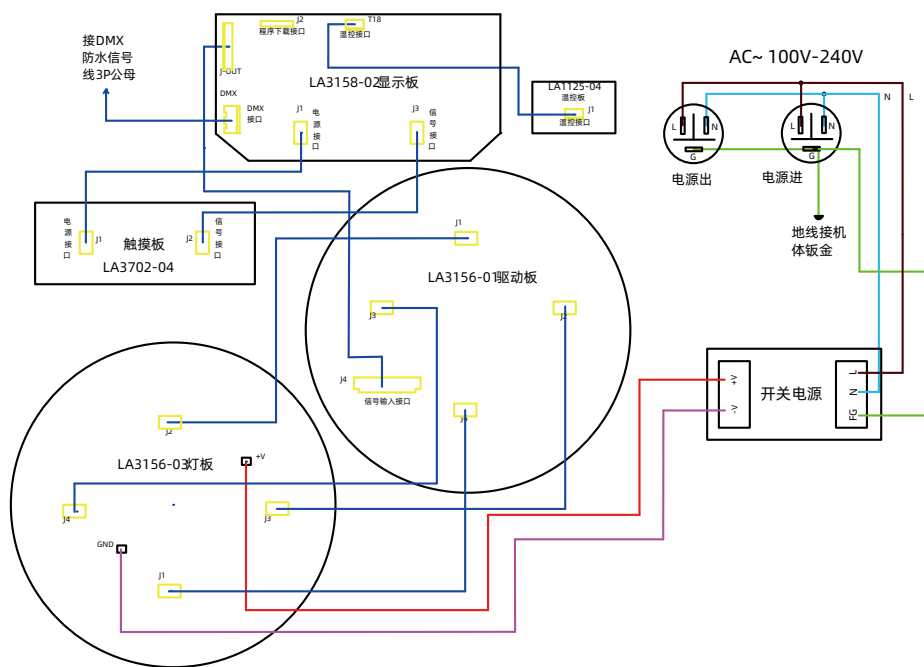 接DMX
防水信号
线3P公母
J2
程序下载接口
T18
温控接口
J-OUT
LA3158-02显示板
DMX
DMX
接口
J1
电源接口
J3
信号接口
LA1125-04
温控板
J1
温控接口
AC~ 100V-240V
N
L
L
N
G
电源出
L
N
G
电源进
地线接机
体钣金
电源接口
J1
触摸板
LA3702-04
J2
信号接口
J1
LA3156-01驱动板
J3
J2
J4
信号输入接口
+V
-V
开关电源
L
N
FG
J2
LA3156-03灯板
+V
J4
J3
GND
J1